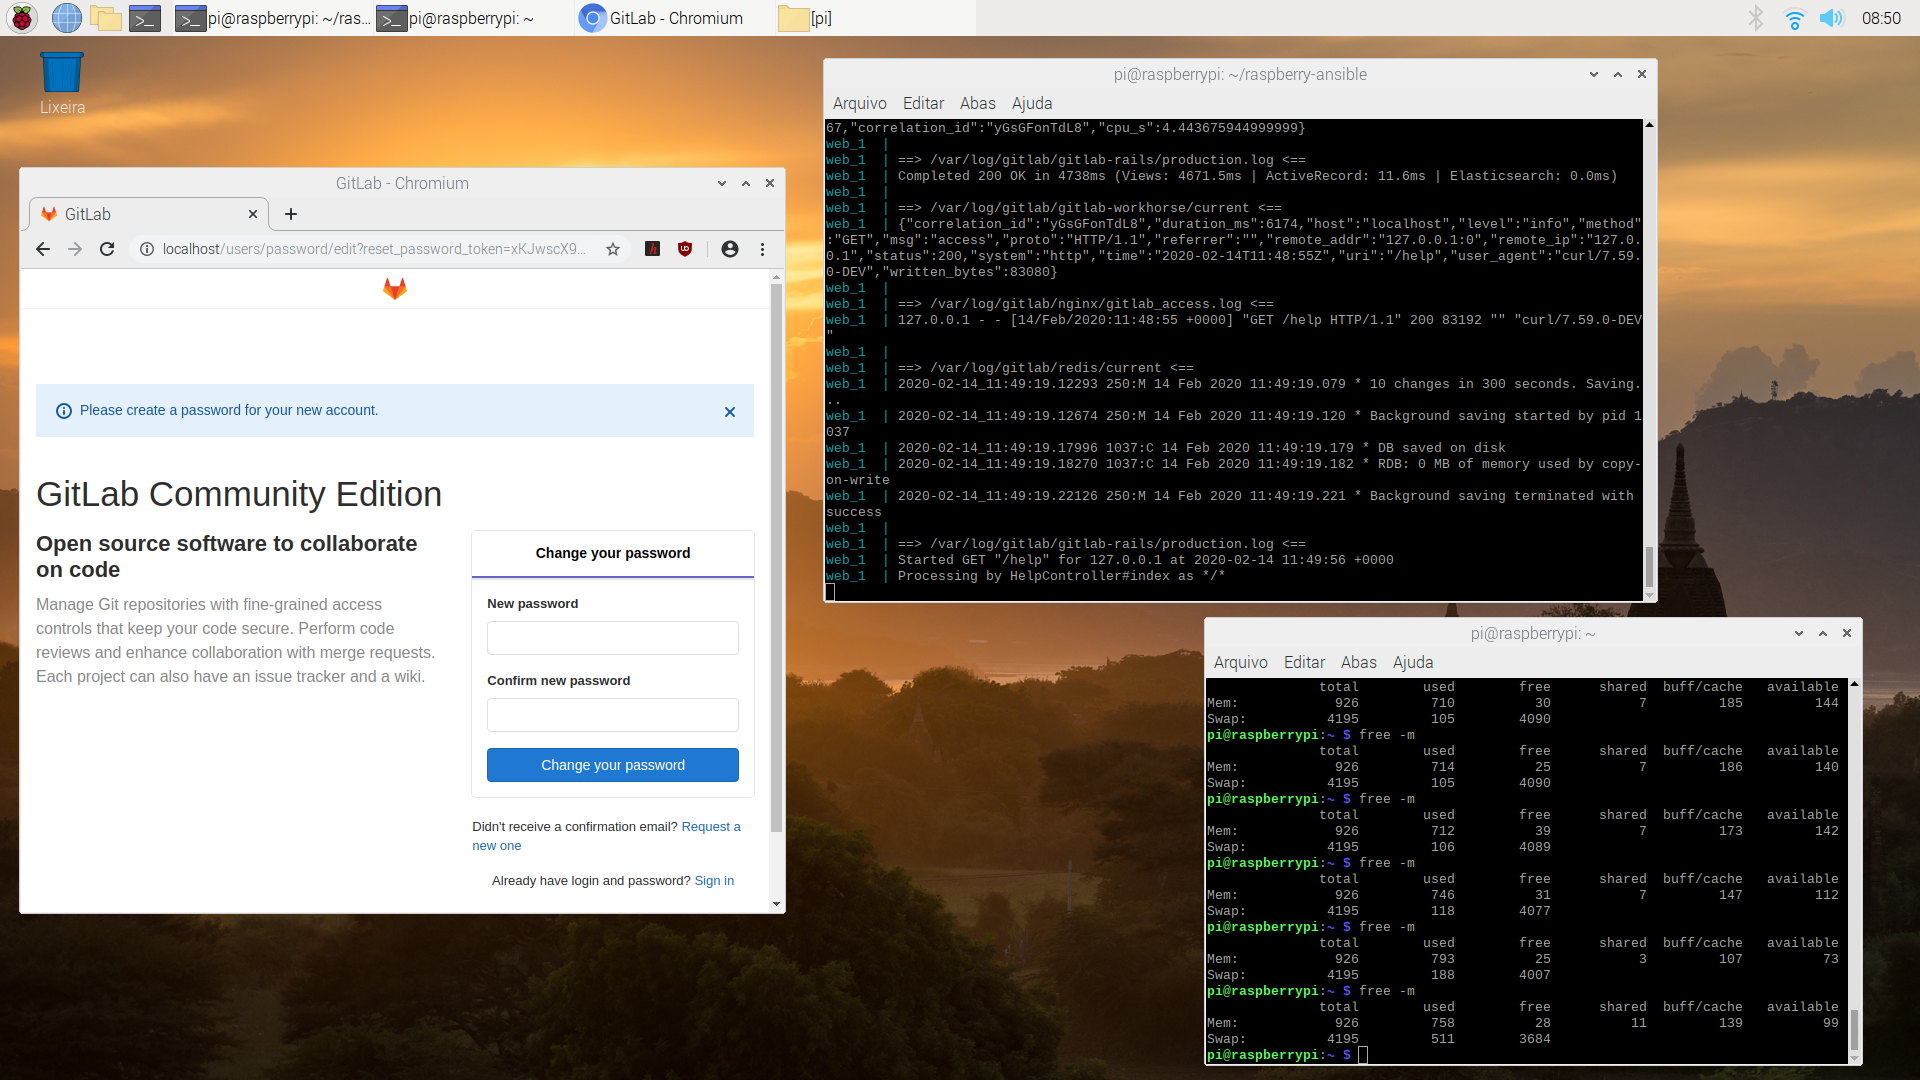 pi@raspberrypi: ~/ras...
pi@raspberrypi: ~
GitLab - Chromium
[pi]
08:50
Lixeira
GitLab - Chromium
GitLab
localhost/users/password/edit?reset_password_token=xKJwscX9...
Please create a password for your new account.
GitLab Community Edition
Open source software to collaborate
on code
Manage Git repositories with fine-grained access
controls that keep your code secure. Perform code
reviews and enhance collaboration with merge requests.
Each project can also have an issue tracker and a wiki.
Change your password
New password
Confirm new password
Change your password
Didn't receive a confirmation email? Request a
new one
Already have login and password? Sign in
pi@raspberrypi: ~/raspberry-ansible
Arquivo Editar Abas Ajuda
67,"correlation_id":"yGsGFonTdL8","cpu_s":4.443675944999999}
web_1  |
web_1  | ==> /var/log/gitlab/gitlab-rails/production.log <==
web_1  | Completed 200 OK in 4738ms (Views: 4671.5ms | ActiveRecord: 11.6ms | Elasticsearch: 0.0ms)
web_1  |
web_1  | ==> /var/log/gitlab/gitlab-workhorse/current <==
web_1  | {"correlation_id":"yGsGFonTdL8","duration_ms":6174,"host":"localhost","level":"info","method"
:"GET","msg":"access","proto":"HTTP/1.1","referrer":"","remote_addr":"127.0.0.1:0","remote_ip":"127.0.
0.1","status":200,"system":"http","time":"2020-02-14T11:48:55Z","uri":"/help","user_agent":"curl/7.59.
0-DEV","written_bytes":83080}
web_1  |
web_1  | ==> /var/log/gitlab/nginx/gitlab_access.log <==
web_1  | 127.0.0.1 - - [14/Feb/2020:11:48:55 +0000] "GET /help HTTP/1.1" 200 83192 "" "curl/7.59.0-DEV
"
web_1  |
web_1  | ==> /var/log/gitlab/redis/current <==
web_1  | 2020-02-14_11:49:19.12293 250:M 14 Feb 2020 11:49:19.079 * 10 changes in 300 seconds. Saving.
..
web_1  | 2020-02-14_11:49:19.12674 250:M 14 Feb 2020 11:49:19.120 * Background saving started by pid 1
037
web_1  | 2020-02-14_11:49:19.17996 1037:C 14 Feb 2020 11:49:19.179 * DB saved on disk
web_1  | 2020-02-14_11:49:19.18270 1037:C 14 Feb 2020 11:49:19.182 * RDB: 0 MB of memory used by copy-
on-write
web_1  | 2020-02-14_11:49:19.22126 250:M 14 Feb 2020 11:49:19.221 * Background saving terminated with
success
web_1  |
web_1  | ==> /var/log/gitlab/gitlab-rails/production.log <==
web_1  | Started GET "/help" for 127.0.0.1 at 2020-02-14 11:49:56 +0000
web_1  | Processing by HelpController#index as */*
pi@raspberrypi: ~
Arquivo Editar Abas Ajuda
total used free shared buff/cache available
Mem: 926 710 30 7 185 144
Swap: 4195 105 4090
pi@raspberrypi:~ $ free -m
total used free shared buff/cache available
Mem: 926 714 25 7 186 140
Swap: 4195 105 4090
pi@raspberrypi:~ $ free -m
total used free shared buff/cache available
Mem: 926 712 39 7 173 142
Swap: 4195 106 4089
pi@raspberrypi:~ $ free -m
total used free shared buff/cache available
Mem: 926 746 31 7 147 112
Swap: 4195 118 4077
pi@raspberrypi:~ $ free -m
total used free shared buff/cache available
Mem: 926 793 25 3 107 73
Swap: 4195 188 4007
pi@raspberrypi:~ $ free -m
total used free shared buff/cache available
Mem: 926 758 28 11 139 99
Swap: 4195 511 3684
pi@raspberrypi:~ $